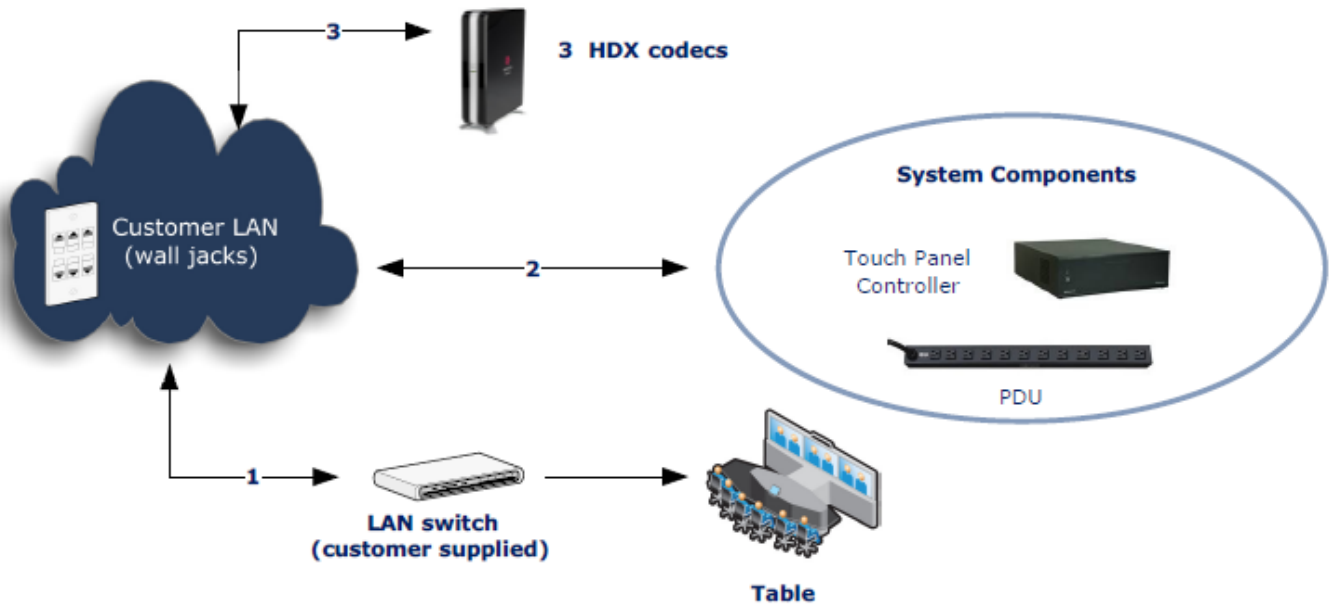 3
3  HDX codecs
System Components
Customer LAN
(wall jacks)
2
Touch Panel
Controller
PDU
1
LAN switch
(customer supplied)
Table